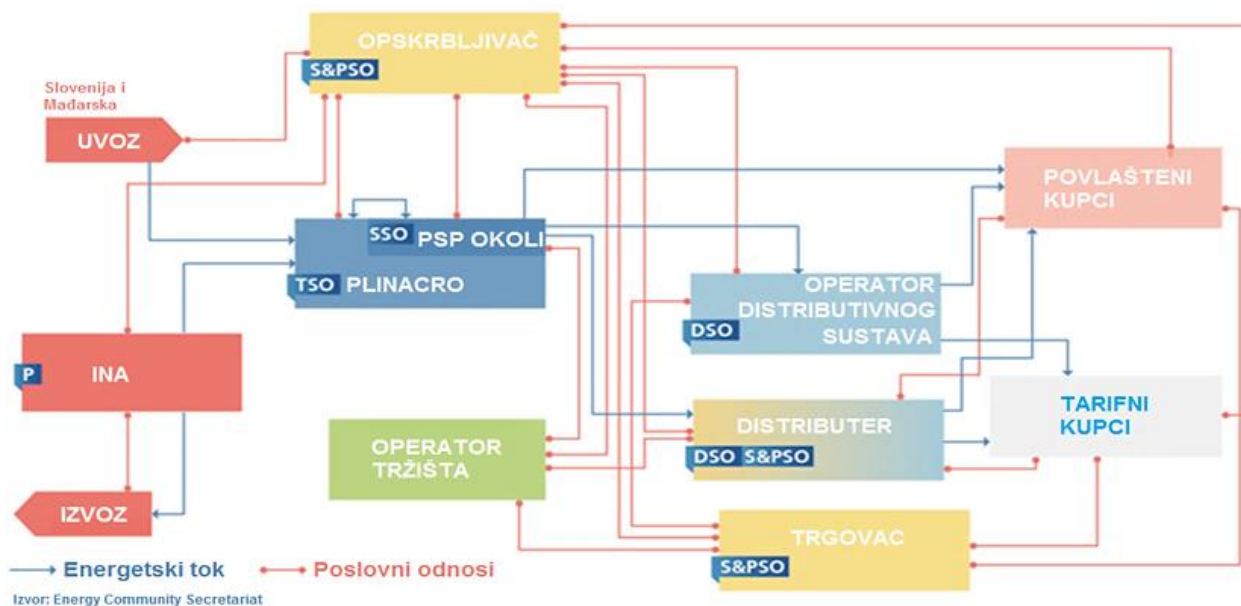 OPSKRBLJIVAČ
S&PSO
Slovenija i
Mađarska
UVOZ
POVLAŠTENI
KUPCI
SSO PSP OKOLI
TSO PLINACRO
OPERATOR
DISTRIBUTIVNOG
DSO SUSTAVA
P INA
TARIFNI
KUPCI
DISTRIBUTER
DSO S&PSO
OPERATOR
TRŽIŠTA
IZVOZ
TRGOVAC
S&PSO
Energetski tok Poslovni odnosi
Izvor: Energy Community Secretariat